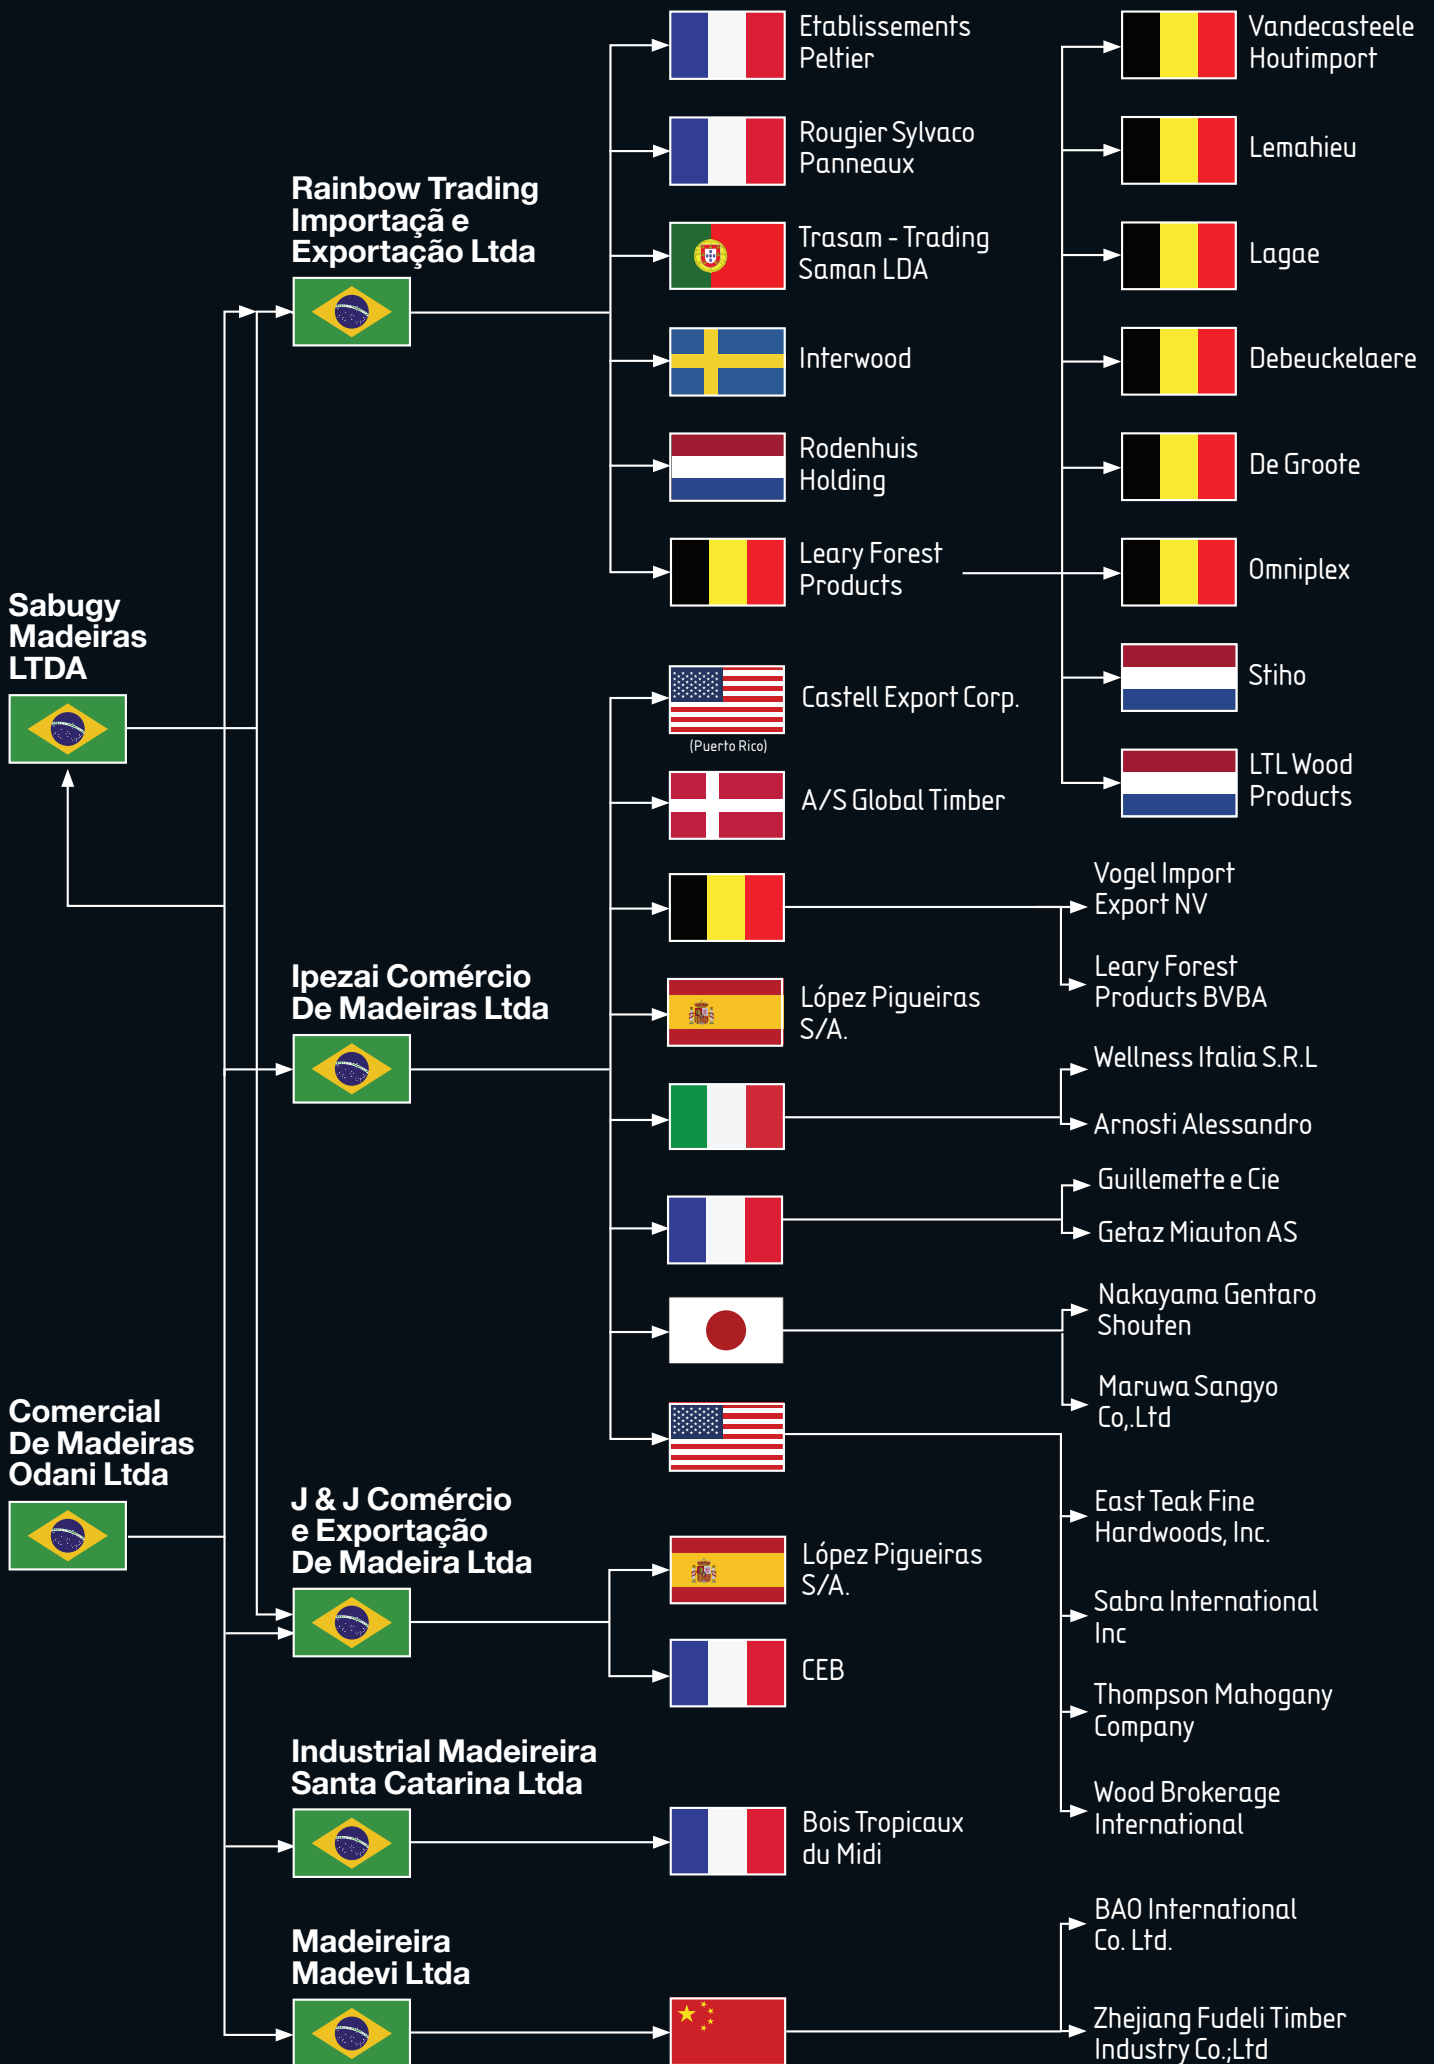 Sabugy
Madeiras
LTDA
Comercial
De Madeiras
Odani Ltda
Rainbow Trading
Importaçã e
Exportação Ltda
Ipezai Comércio
De Madeiras Ltda
J & J Comércio
e Exportação
De Madeira Ltda
Industrial Madeireira
Santa Catarina Ltda
Madeireira
Madevi Ltda
Etablissements
Peltier
Rougier Sylvaco
Panneaux
Trasam - Trading
Saman LDA
Interwood
Rodenhuis
Holding
Leary Forest
Products
Castell Export Corp.
(Puerto Rico)
A/S Global Timber
López Pigueiras
S/A.
López Pigueiras
S/A.
CEB
Bois Tropicaux
du Midi
Vandecasteele
Houtimport
Lemahieu
Lagae
Debeuckelaere
De Groote
Omniplex
Stiho
LTL Wood
Products
Vogel Import
Export NV
Leary Forest
Products BVBA
Wellness Italia S.R.L
Arnosti Alessandro
Guillemette e Cie
Getaz Miauton AS
Nakayama Gentaro
Shouten
Maruwa Sangyo
Co,.Ltd
East Teak Fine
Hardwoods, Inc.
Sabra International
Inc
Thompson Mahogany
Company
Wood Brokerage
International
BAO International
Co. Ltd.
Zhejiang Fudeli Timber
Industry Co.;Ltd